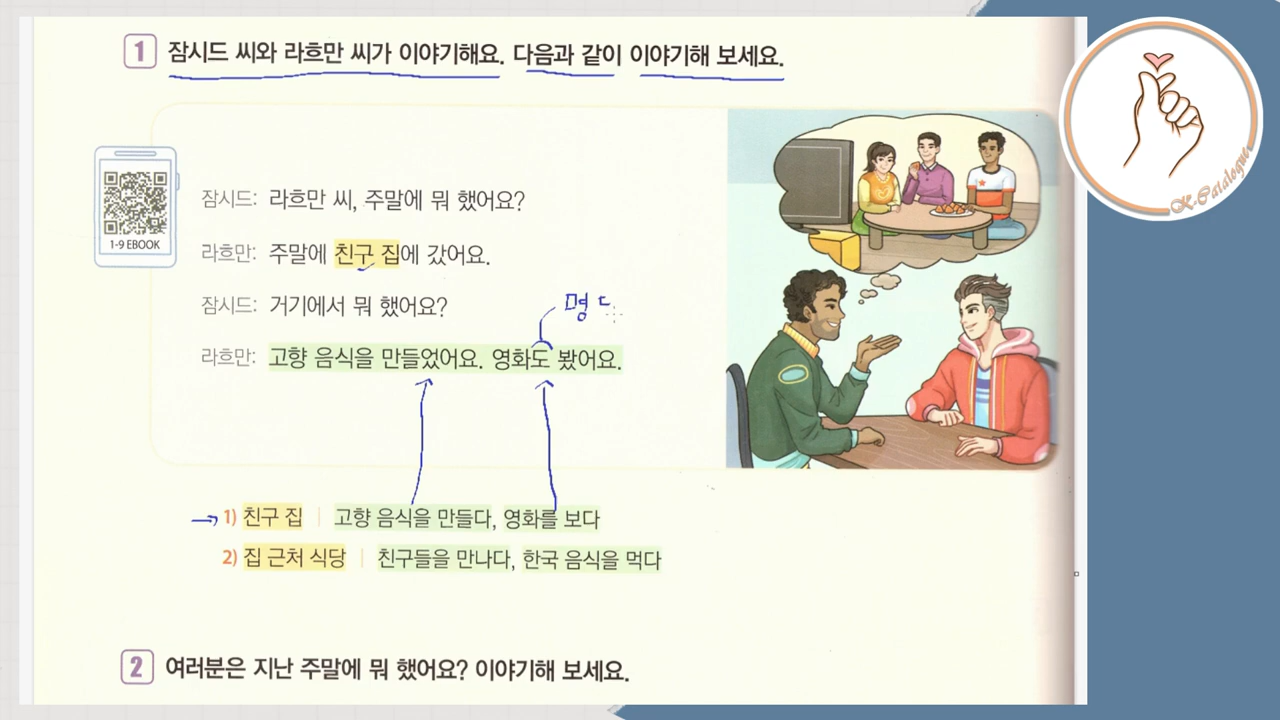 1 잠시드 씨와 라흐만 씨가 이야기해요. 다음과 같이 이야기해 보세요.
1-9 EBOOK
잠시드: 라흐만 씨, 주말에 뭐 했어요?
라흐만: 주말에 친구 집에 갔어요.
잠시드: 거기에서 뭐 했어요?
명 ㄷ
라흐만: 고향 음식을 만들었어요. 영화도 봤어요.
1) 친구 집 | 고향 음식을 만들다, 영화를 보다
2) 집 근처 식당 | 친구들을 만나다, 한국 음식을 먹다
2 여러분은 지난 주말에 뭐 했어요? 이야기해 보세요.
K.Catalogue